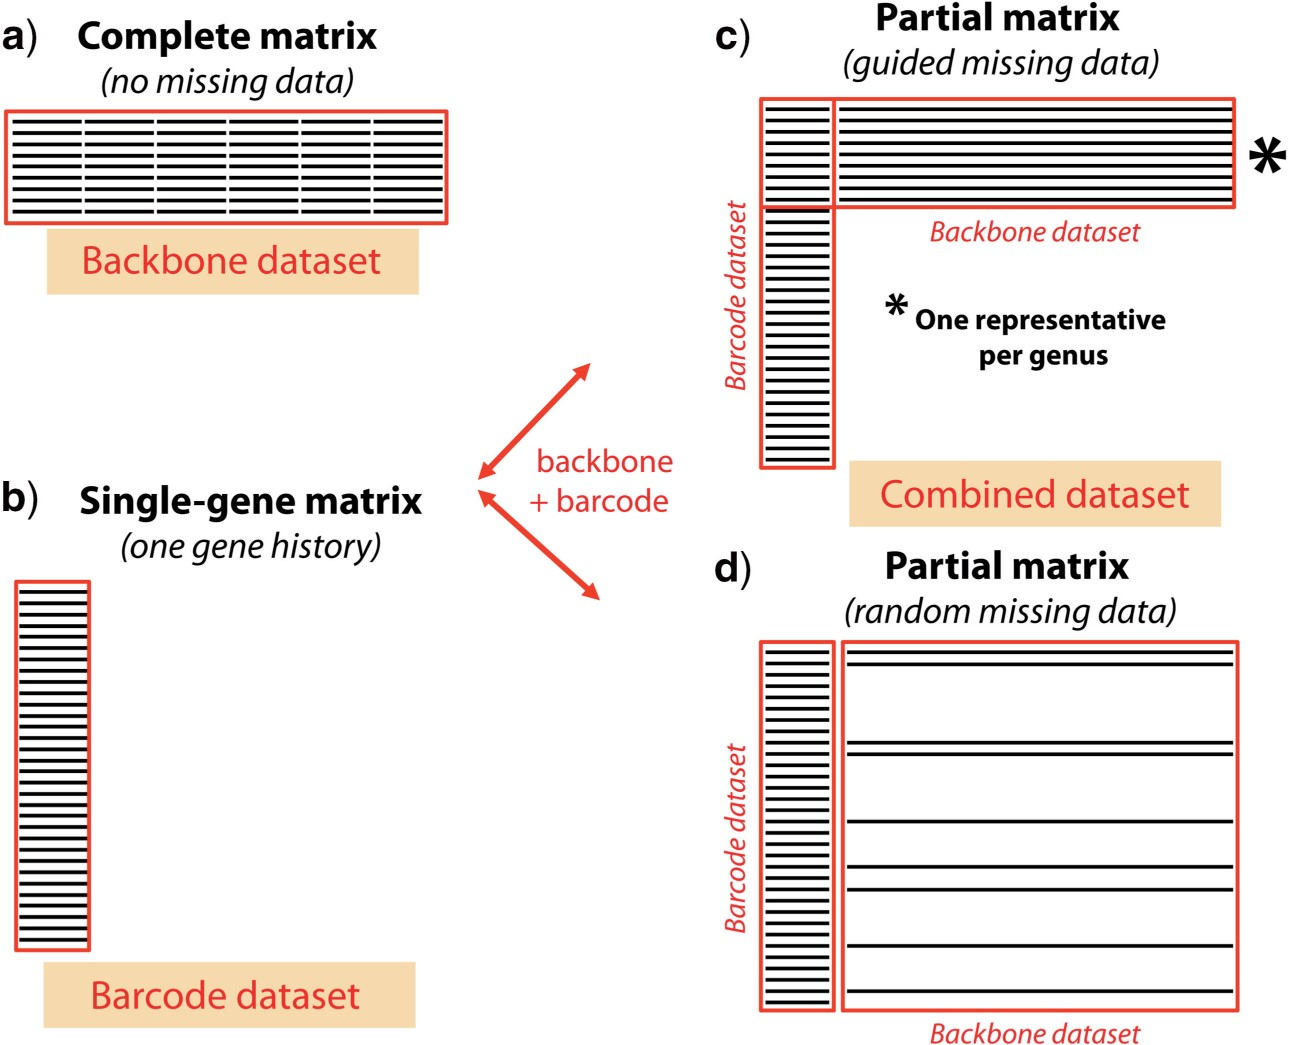 a) Complete matrix
(no missing data)
Backbone dataset
b) Single-gene matrix
(one gene history)
Barcode dataset
backbone
+ barcode
c) Partial matrix
(guided missing data)
*
Barcode dataset
Backbone dataset
* One representative
per genus
Combined dataset
d) Partial matrix
(random missing data)
Barcode dataset
Backbone dataset